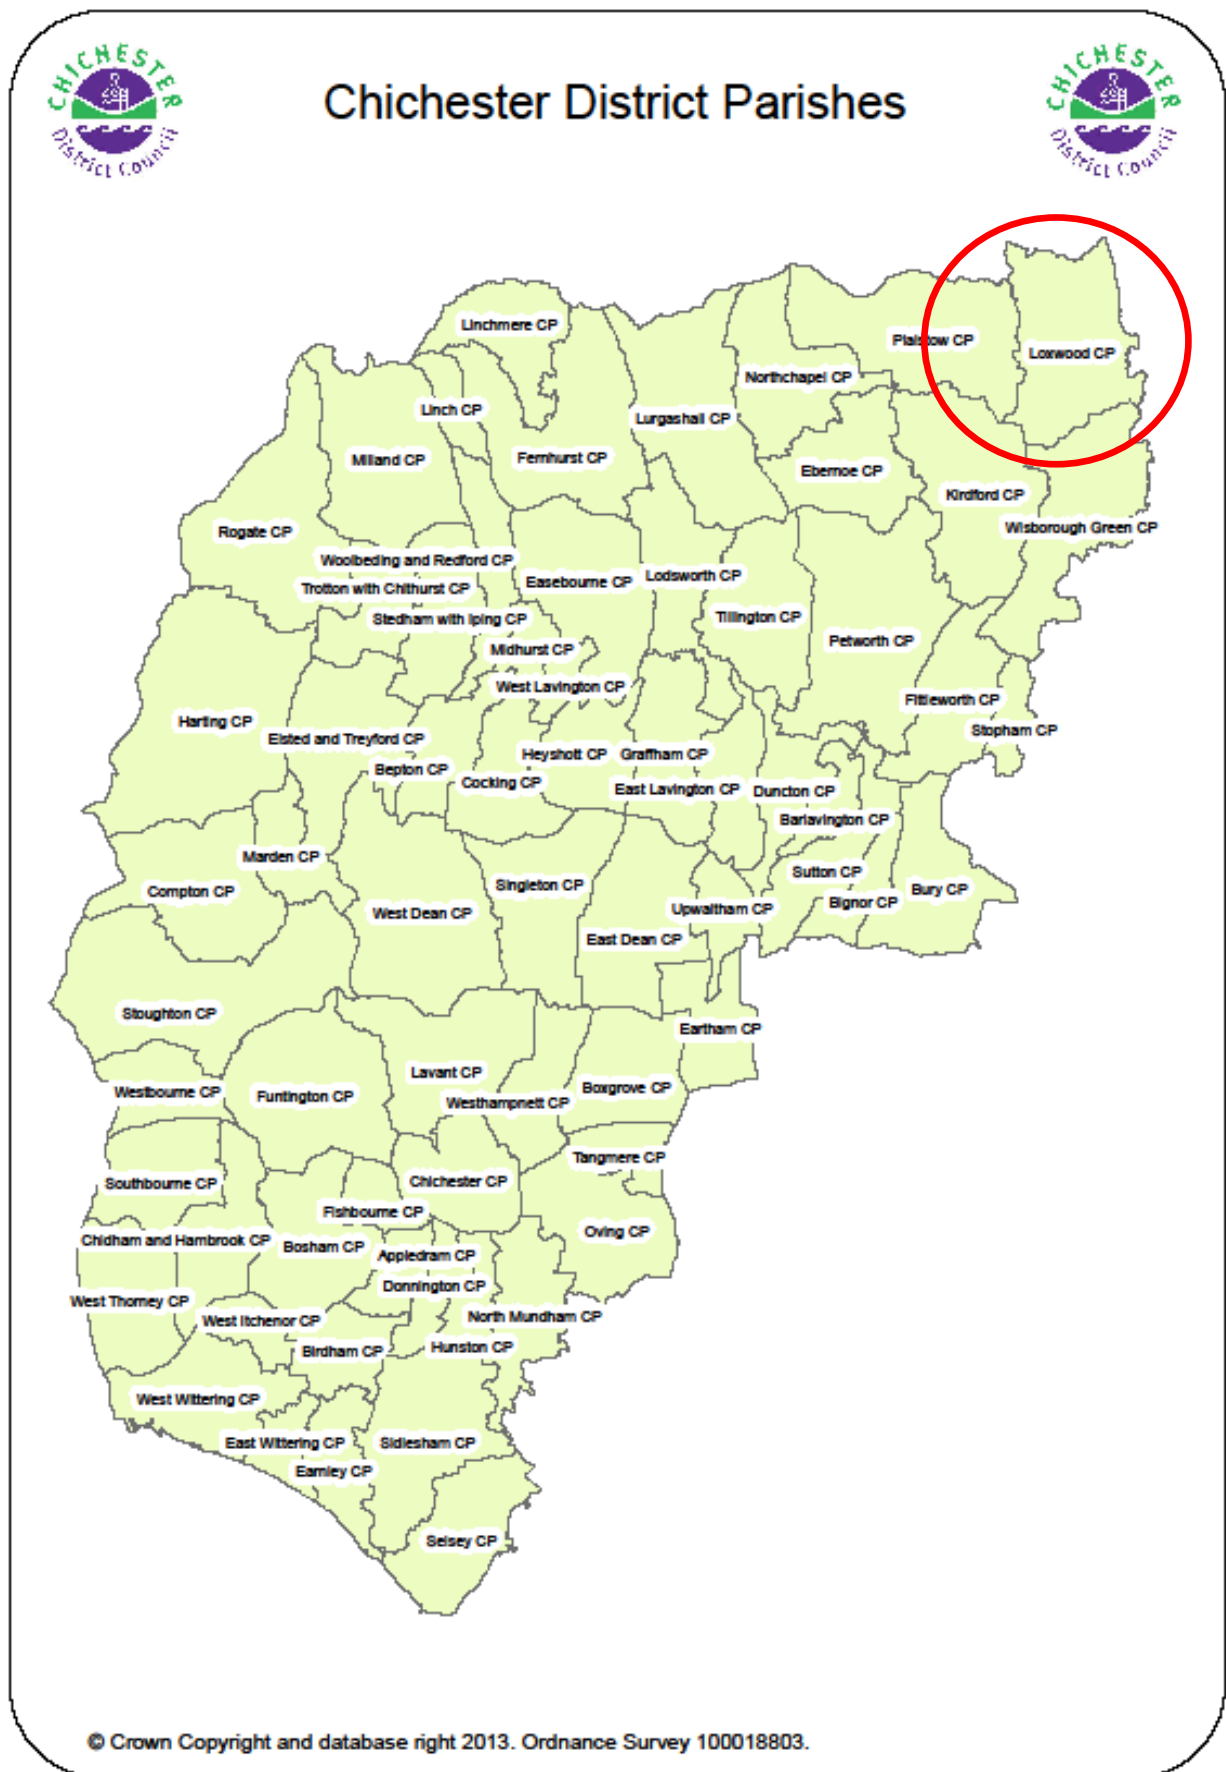 CHICHESTER
District Council
Chichester District Parishes
CHICHESTER
District Council
Linchmere CP
Plaistow CP
Loxwood CP
Northchapel CP
Linch CP
Lurgashall CP
Milland CP
Fernhurst CP
Ebernoe CP
Kirdford CP
Rogate CP
Wisborough Green CP
Woolbeding and Redford CP
Easebourne CP
Lodsworth CP
Trotton with Chithurst CP
Stedham with Iping CP
Tillington CP
Petworth CP
Midhurst CP
West Lavington CP
Fittleworth CP
Harting CP
Stopham CP
Elsted and Treyford CP
Heyshott CP
Graffham CP
Bepton CP
Cocking CP
East Lavington CP
Duncton CP
Barlavington CP
Marden CP
Sutton CP
Compton CP
Singleton CP
Bury CP
Bignor CP
West Dean CP
Upwaltham CP
East Dean CP
Stoughton CP
Eartham CP
Lavant CP
Boxgrove CP
Westbourne CP
Funtington CP
Westhampnett CP
Tangmere CP
Southbourne CP
Chichester CP
Fishbourne CP
Oving CP
Chidham and Hambrook CP
Bosham CP
Appledram CP
Donnington CP
West Thorney CP
West Itchenor CP
North Mundham CP
Birdham CP
Hunston CP
West Wittering CP
East Wittering CP
Sidlesham CP
Earnley CP
Selsey CP
© Crown Copyright and database right 2013. Ordnance Survey 100018803.